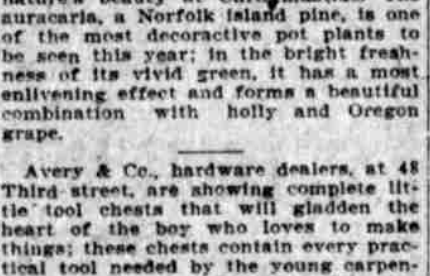 auracaria, a Norfolk Island pine, is one
of the most decoractive pot plants to
be seen this year; in the bright fresh-
ness of its vivid green, it has a most
enlivening effect and forms a beautiful
combination with holly and Oregon
grape.
Avery & Co., hardware dealers, at 48
Third street, are showing complete lit-
tle tool chests that will gladden the
heart of the boy who loves to make
things; these chests contain every prac-
tical tool needed by the young carpen-